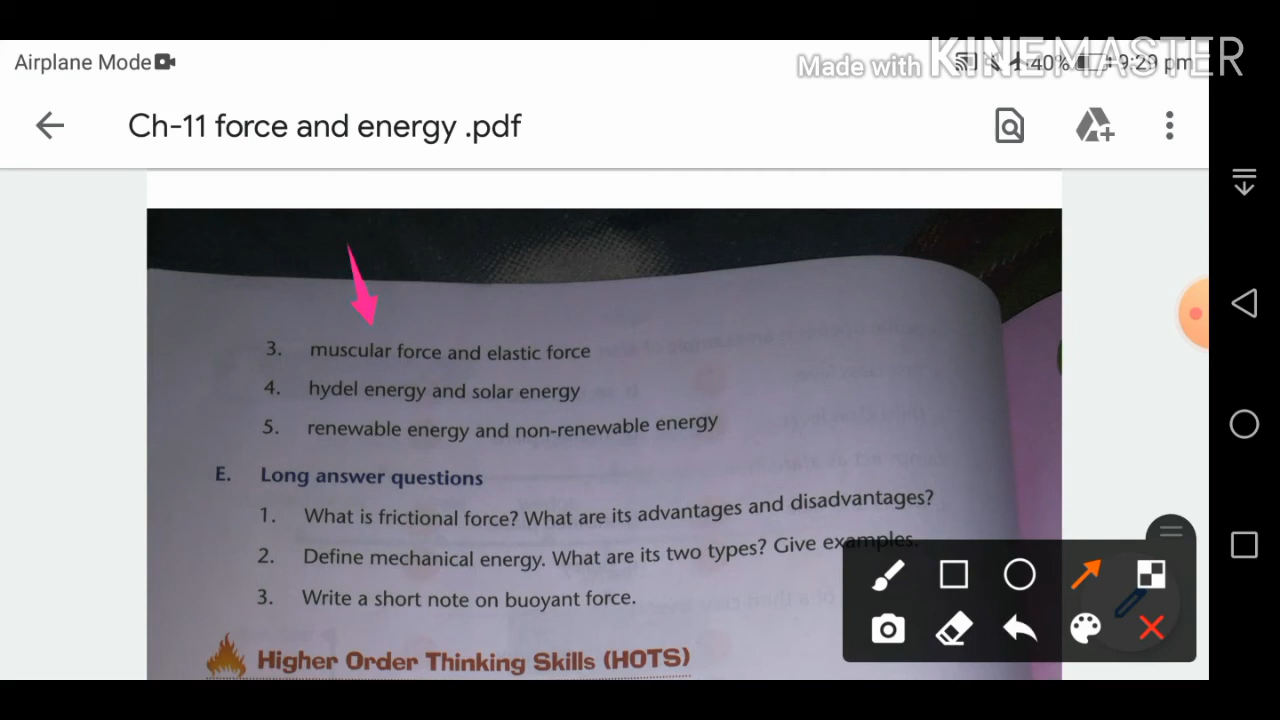 Made with KINEMASTER
Airplane Mode 40% 9:29 pm
Ch-11 force and energy .pdf
3. muscular force and elastic force
4. hydel energy and solar energy
5. renewable energy and non-renewable energy
E. Long answer questions
1. What is frictional force? What are its advantages and disadvantages?
2. Define mechanical energy. What are its two types? Give examples.
3. Write a short note on buoyant force.
Higher Order Thinking Skills (HOTS)